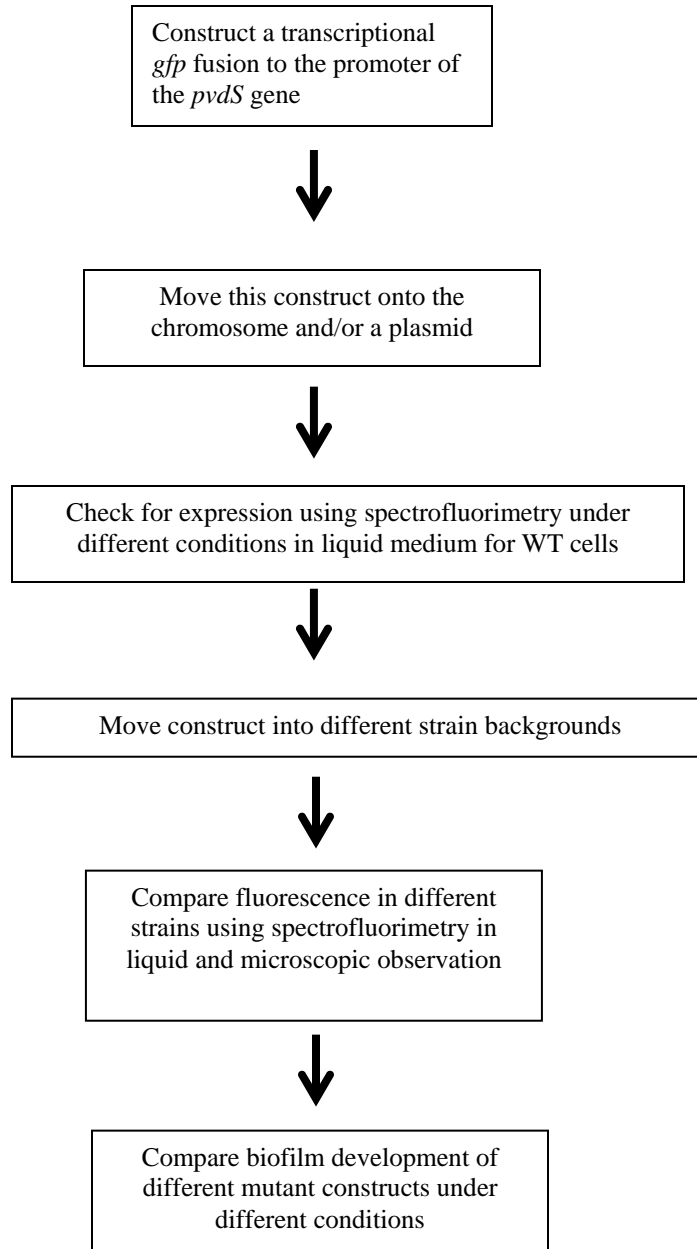 Construct a transcriptional
gfp fusion to the promoter of
the pvdS gene
Move this construct onto the
chromosome and/or a plasmid
Check for expression using spectrofluorimetry under
different conditions in liquid medium for WT cells
Move construct into different strain backgrounds
Compare fluorescence in different
strains using spectrofluorimetry in
liquid and microscopic observation
Compare biofilm development of
different mutant constructs under
different conditions